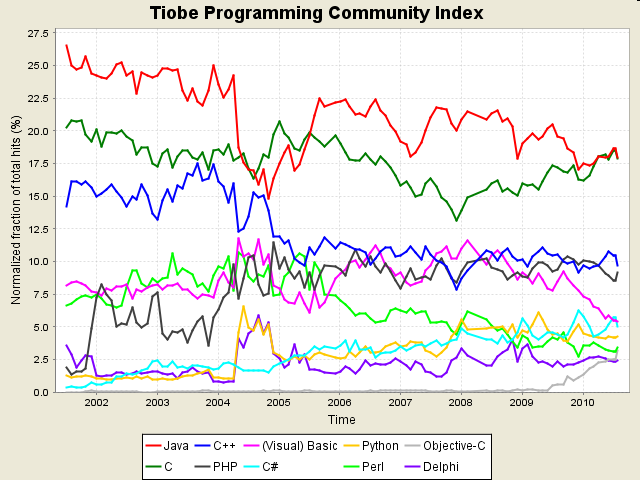 Tiobe Programming Community Index
Normalized fraction of total hits (%)
27.5
25.0
22.5
20.0
17.5
15.0
12.5
10.0
7.5
5.0
2.5
0.0
2002 2003 2004 2005 2006 2007 2008 2009 2010
Time
Java C++ (Visual) Basic Python Objective-C
C PHP C# Perl Delphi